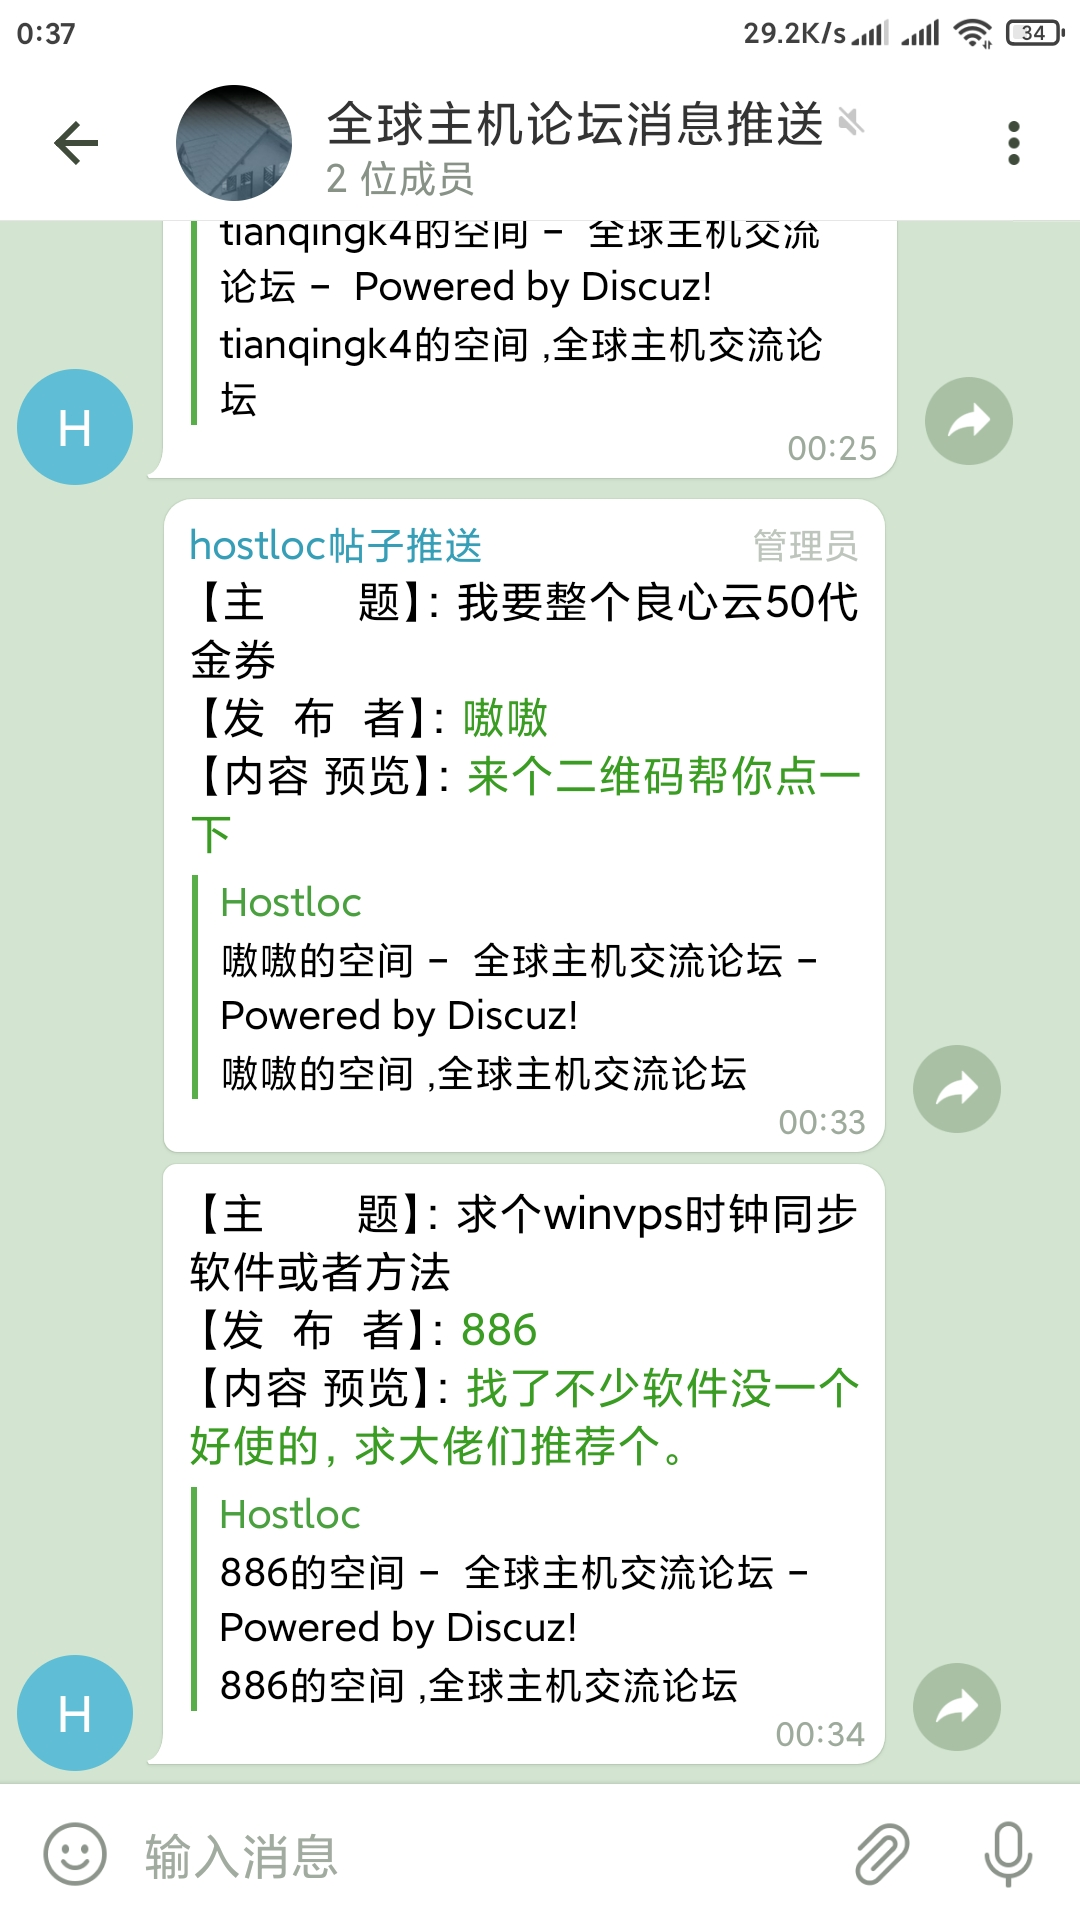 0:37
29.2K/s
34
全球主机论坛消息推送
2 位成员
tianqingk4的空间 - 全球主机交流
论坛 - Powered by Discuz!
tianqingk4的空间 ,全球主机交流论
坛
H
00:25
hostloc帖子推送
管理员
【主　　题】: 我要整个良心云50代
金券
【发 布 者】: 嗷嗷
【内容 预览】: 来个二维码帮你点一
下
Hostloc
嗷嗷的空间 - 全球主机交流论坛 -
Powered by Discuz!
嗷嗷的空间 ,全球主机交流论坛
00:33
【主　　题】: 求个winvps时钟同步
软件或者方法
【发 布 者】: 886
【内容 预览】: 找了不少软件没一个
好使的，求大佬们推荐个。
Hostloc
886的空间 - 全球主机交流论坛 -
Powered by Discuz!
886的空间 ,全球主机交流论坛
H
00:34
输入消息